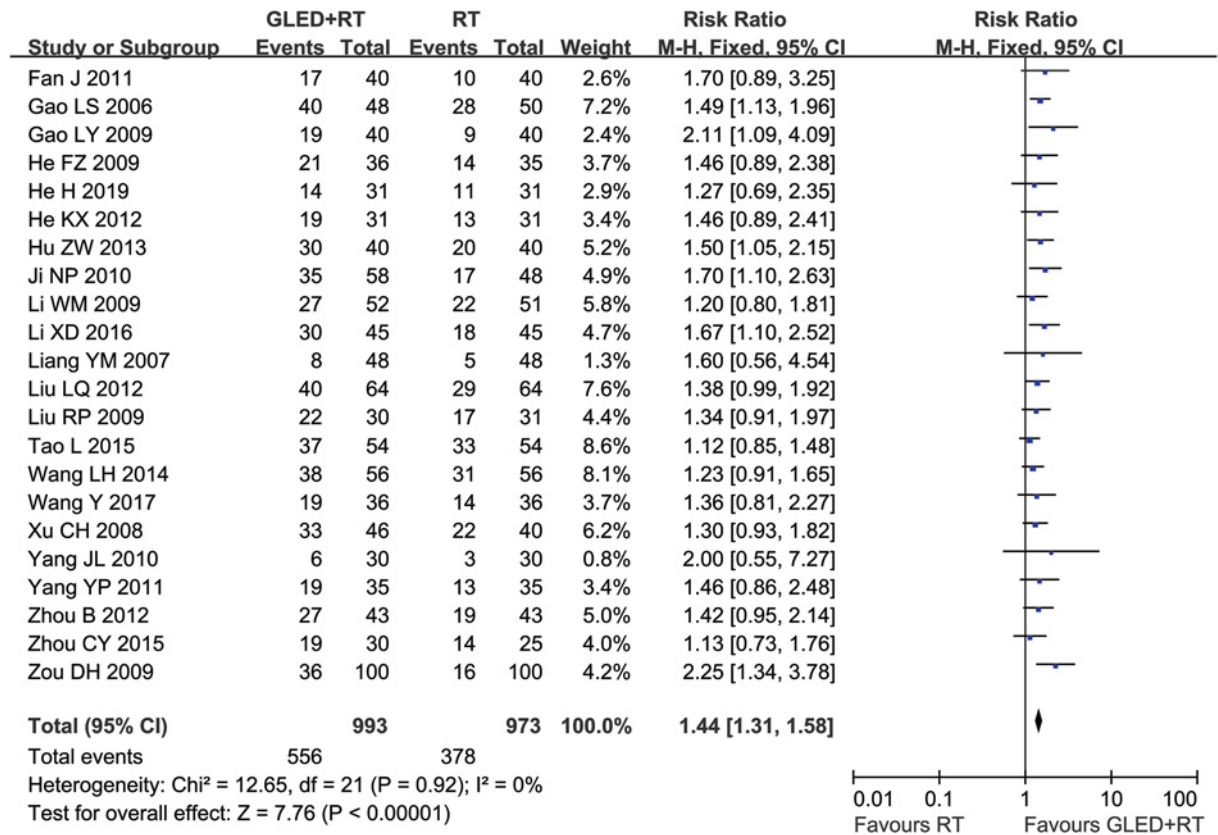 GLED+RT RT Risk Ratio Risk Ratio
Study or Subgroup Events Total Events Total Weight M-H, Fixed, 95% CI M-H, Fixed, 95% CI
Fan J 2011 17 40 10 40 2.6% 1.70 [0.89, 3.25]
Gao LS 2006 40 48 28 50 7.2% 1.49 [1.13, 1.96]
Gao LY 2009 19 40 9 40 2.4% 2.11 [1.09, 4.09]
He FZ 2009 21 36 14 35 3.7% 1.46 [0.89, 2.38]
He H 2019 14 31 11 31 2.9% 1.27 [0.69, 2.35]
He KX 2012 19 31 13 31 3.4% 1.46 [0.89, 2.41]
Hu ZW 2013 30 40 20 40 5.2% 1.50 [1.05, 2.15]
Ji NP 2010 35 58 17 48 4.9% 1.70 [1.10, 2.63]
Li WM 2009 27 52 22 51 5.8% 1.20 [0.80, 1.81]
Li XD 2016 30 45 18 45 4.7% 1.67 [1.10, 2.52]
Liang YM 2007 8 48 5 48 1.3% 1.60 [0.56, 4.54]
Liu LQ 2012 40 64 29 64 7.6% 1.38 [0.99, 1.92]
Liu RP 2009 22 30 17 31 4.4% 1.34 [0.91, 1.97]
Tao L 2015 37 54 33 54 8.6% 1.12 [0.85, 1.48]
Wang LH 2014 38 56 31 56 8.1% 1.23 [0.91, 1.65]
Wang Y 2017 19 36 14 36 3.7% 1.36 [0.81, 2.27]
Xu CH 2008 33 46 22 40 6.2% 1.30 [0.93, 1.82]
Yang JL 2010 6 30 3 30 0.8% 2.00 [0.55, 7.27]
Yang YP 2011 19 35 13 35 3.4% 1.46 [0.86, 2.48]
Zhou B 2012 27 43 19 43 5.0% 1.42 [0.95, 2.14]
Zhou CY 2015 19 30 14 25 4.0% 1.13 [0.73, 1.76]
Zou DH 2009 36 100 16 100 4.2% 2.25 [1.34, 3.78]
Total (95% CI) 993 973 100.0% 1.44 [1.31, 1.58]
Total events 556 378
Heterogeneity: Chi² = 12.65, df = 21 (P = 0.92); I² = 0%
Test for overall effect: Z = 7.76 (P < 0.00001)
0.01 0.1 1 10 100
Favours RT Favours GLED+RT